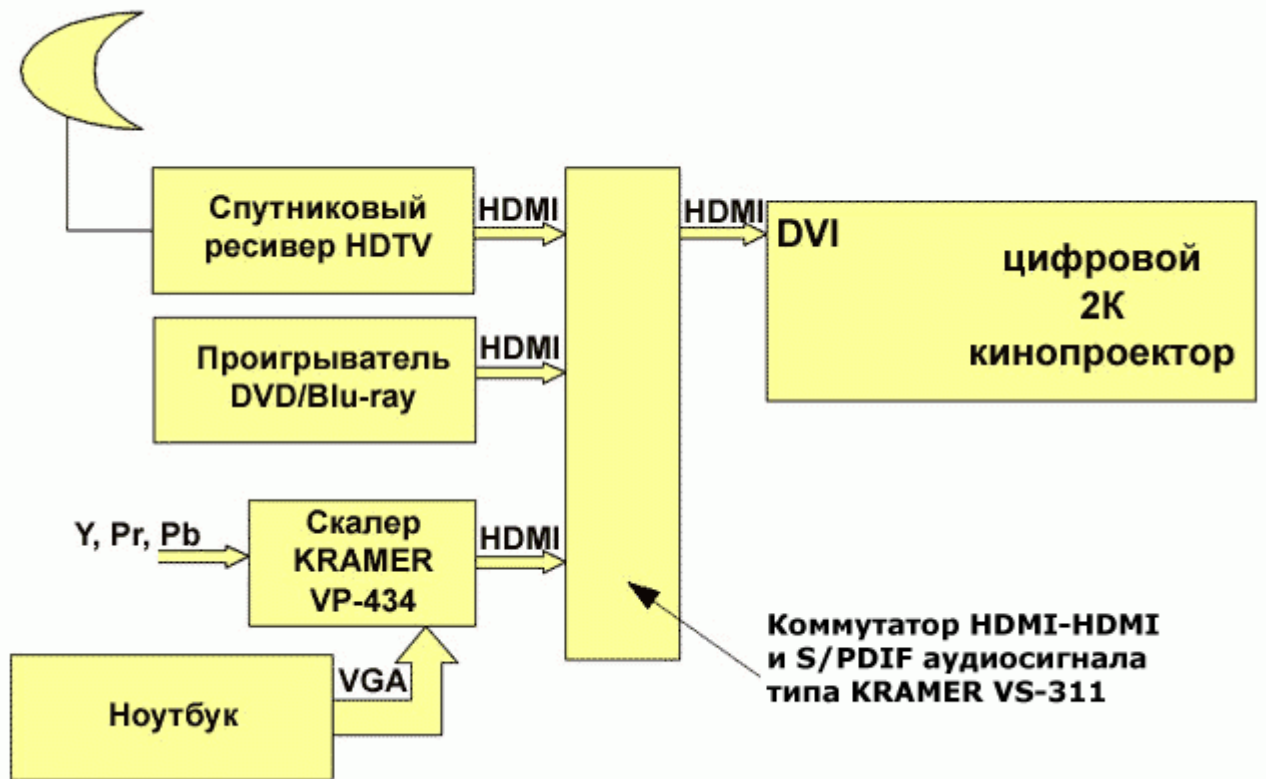 Спутниковый
ресивер HDTV
HDMI
HDMI
DVI
цифровой
2К
кинопроектор
Проигрыватель
DVD/Blu-ray
HDMI
Y, Pr, Pb
Скалер
KRAMER
VP-434
HDMI
Коммутатор HDMI-HDMI
и S/PDIF аудиосигнала
типа KRAMER VS-311
Ноутбук
VGA